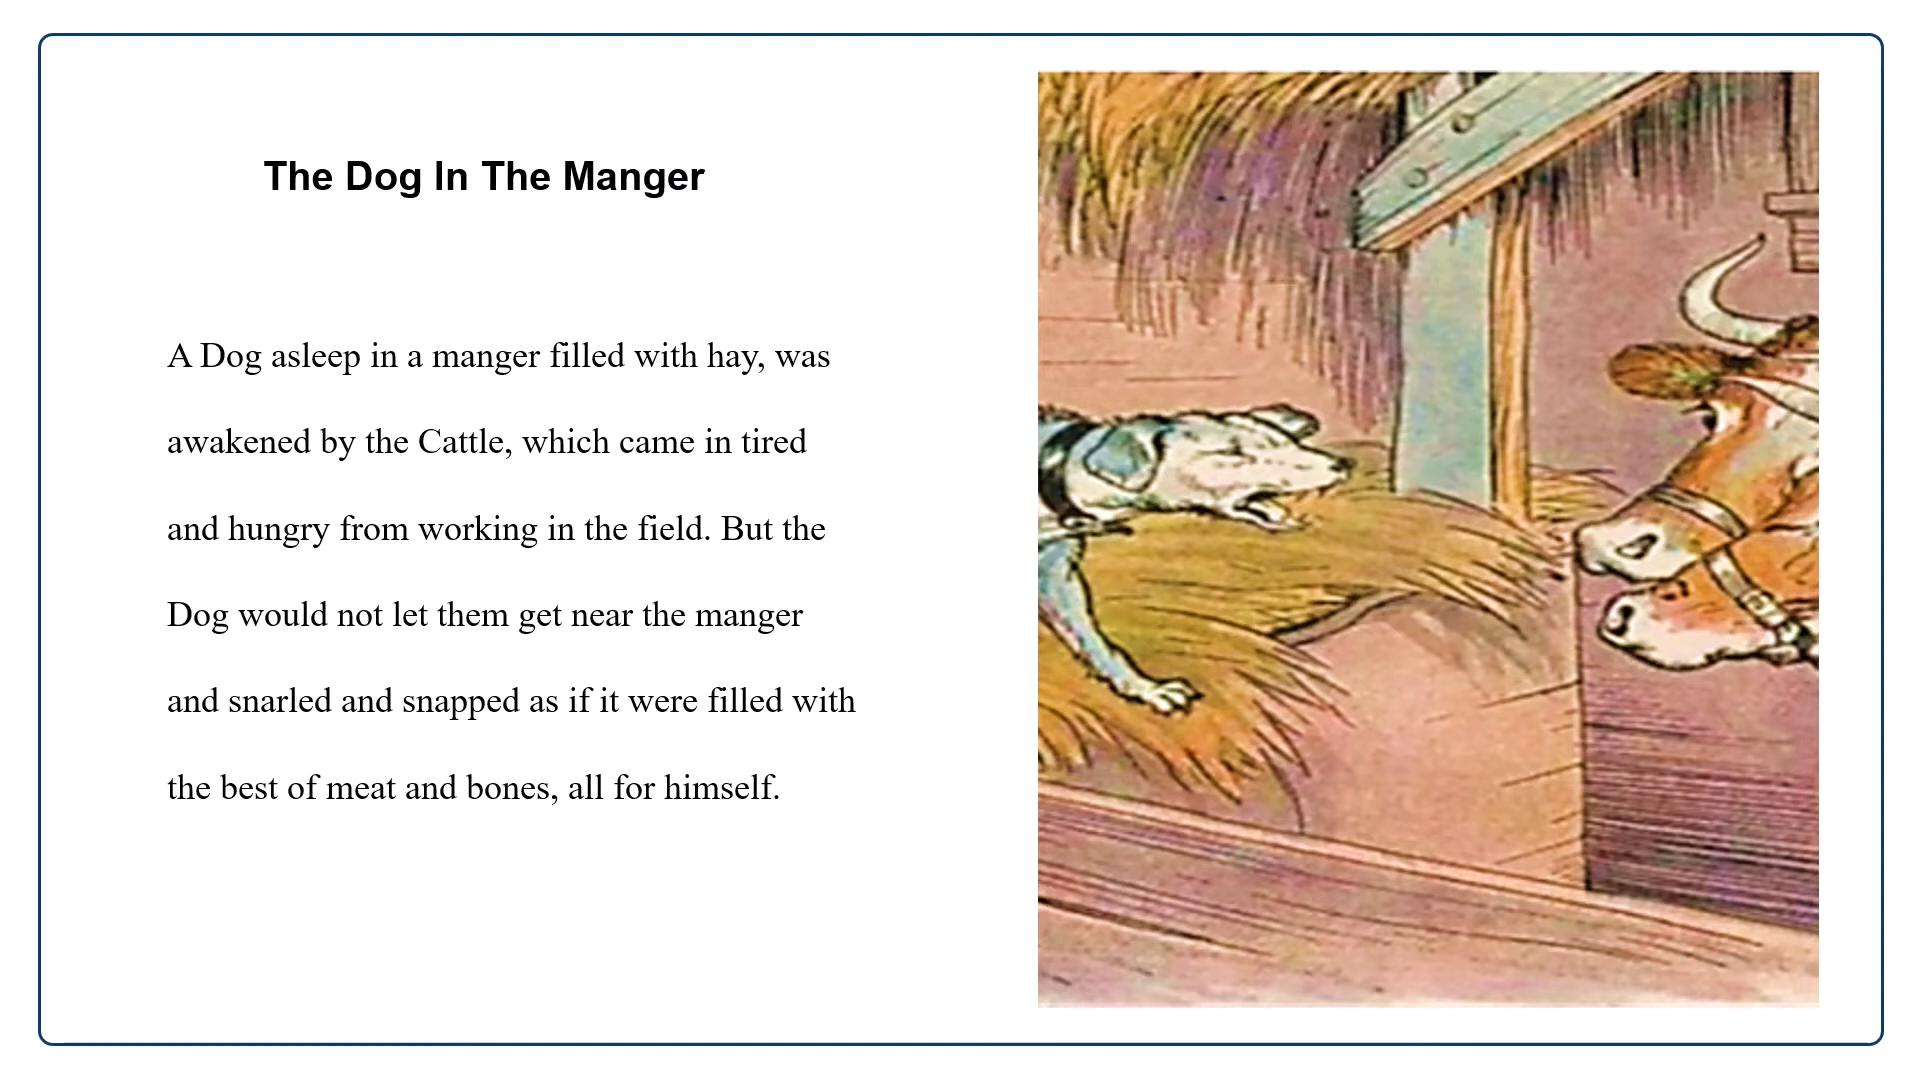 The Dog In The Manger
A Dog asleep in a manger filled with hay, was
awakened by the Cattle, which came in tired
and hungry from working in the field. But the
Dog would not let them get near the manger
and snarled and snapped as if it were filled with
the best of meat and bones, all for himself.